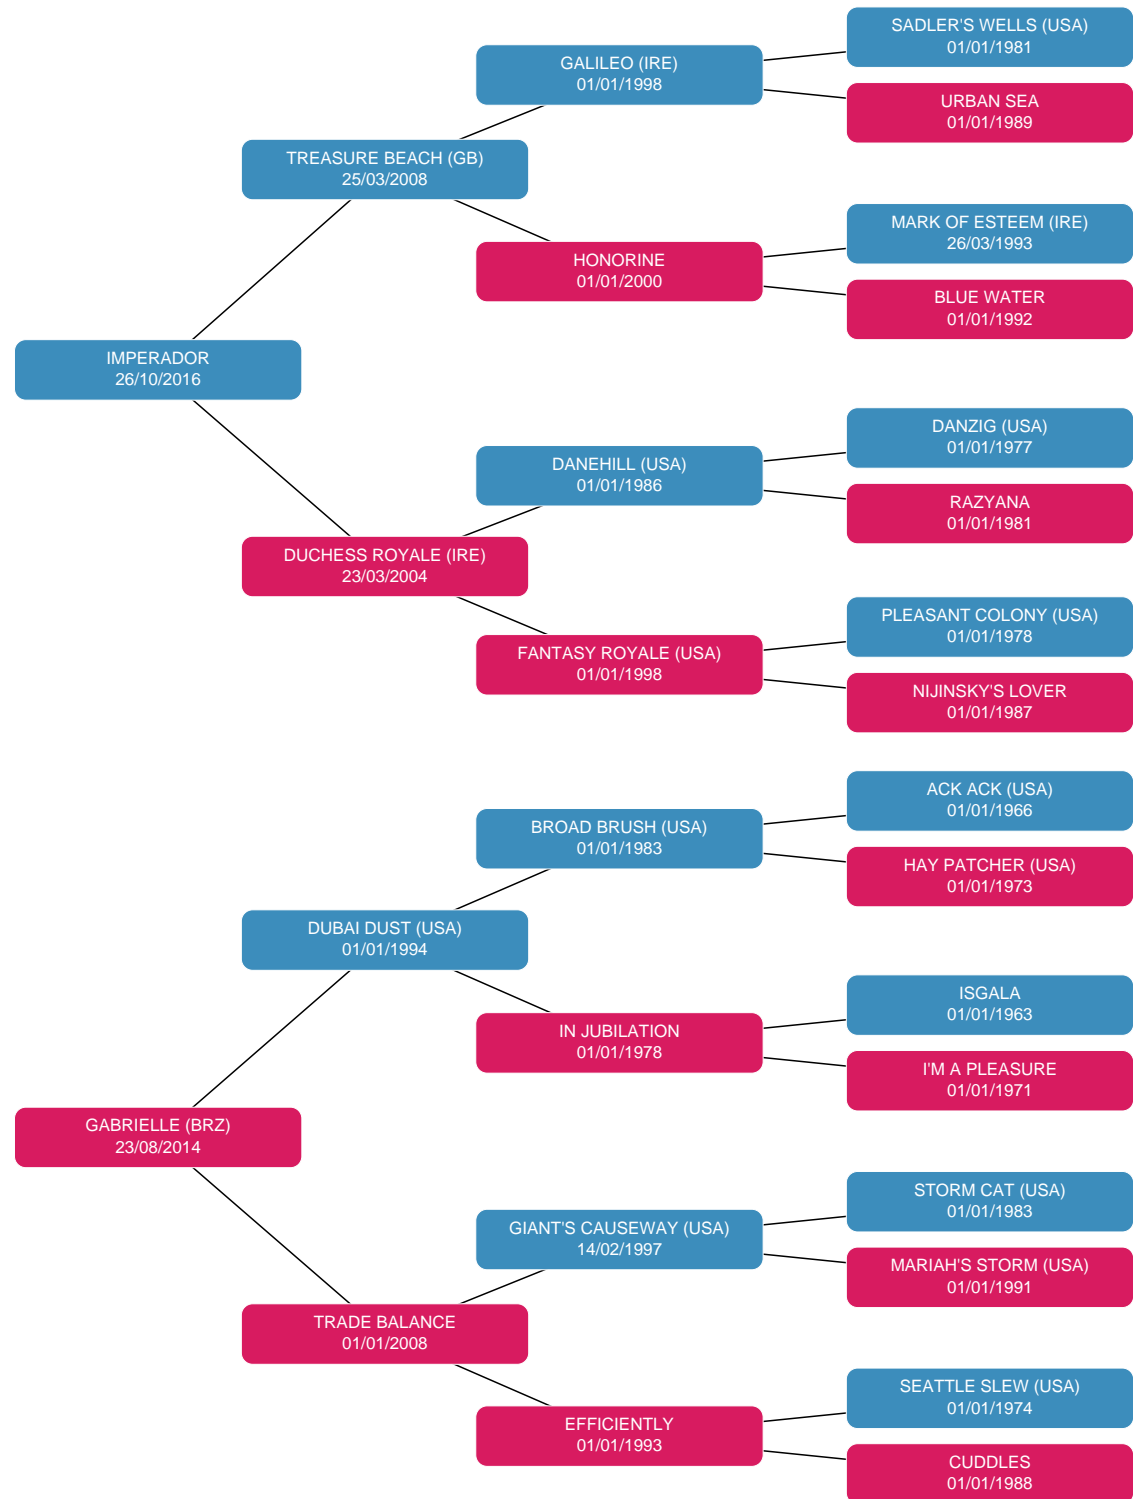 SADLER'S WELLS (USA)
01/01/1981
GALILEO (IRE)
01/01/1998
URBAN SEA
01/01/1989
TREASURE BEACH (GB)
25/03/2008
MARK OF ESTEEM (IRE)
26/03/1993
HONORINE
01/01/2000
BLUE WATER
01/01/1992
IMPERADOR
26/10/2016
DANZIG (USA)
01/01/1977
DANEHILL (USA)
01/01/1986
RAZYANA
01/01/1981
DUCHESS ROYALE (IRE)
23/03/2004
PLEASANT COLONY (USA)
01/01/1978
FANTASY ROYALE (USA)
01/01/1998
NIJINSKY'S LOVER
01/01/1987
ACK ACK (USA)
01/01/1966
BROAD BRUSH (USA)
01/01/1983
HAY PATCHER (USA)
01/01/1973
DUBAI DUST (USA)
01/01/1994
ISGALA
01/01/1963
IN JUBILATION
01/01/1978
I'M A PLEASURE
01/01/1971
GABRIELLE (BRZ)
23/08/2014
STORM CAT (USA)
01/01/1983
GIANT'S CAUSEWAY (USA)
14/02/1997
MARIAH'S STORM (USA)
01/01/1991
TRADE BALANCE
01/01/2008
SEATTLE SLEW (USA)
01/01/1974
EFFICIENTLY
01/01/1993
CUDDLES
01/01/1988